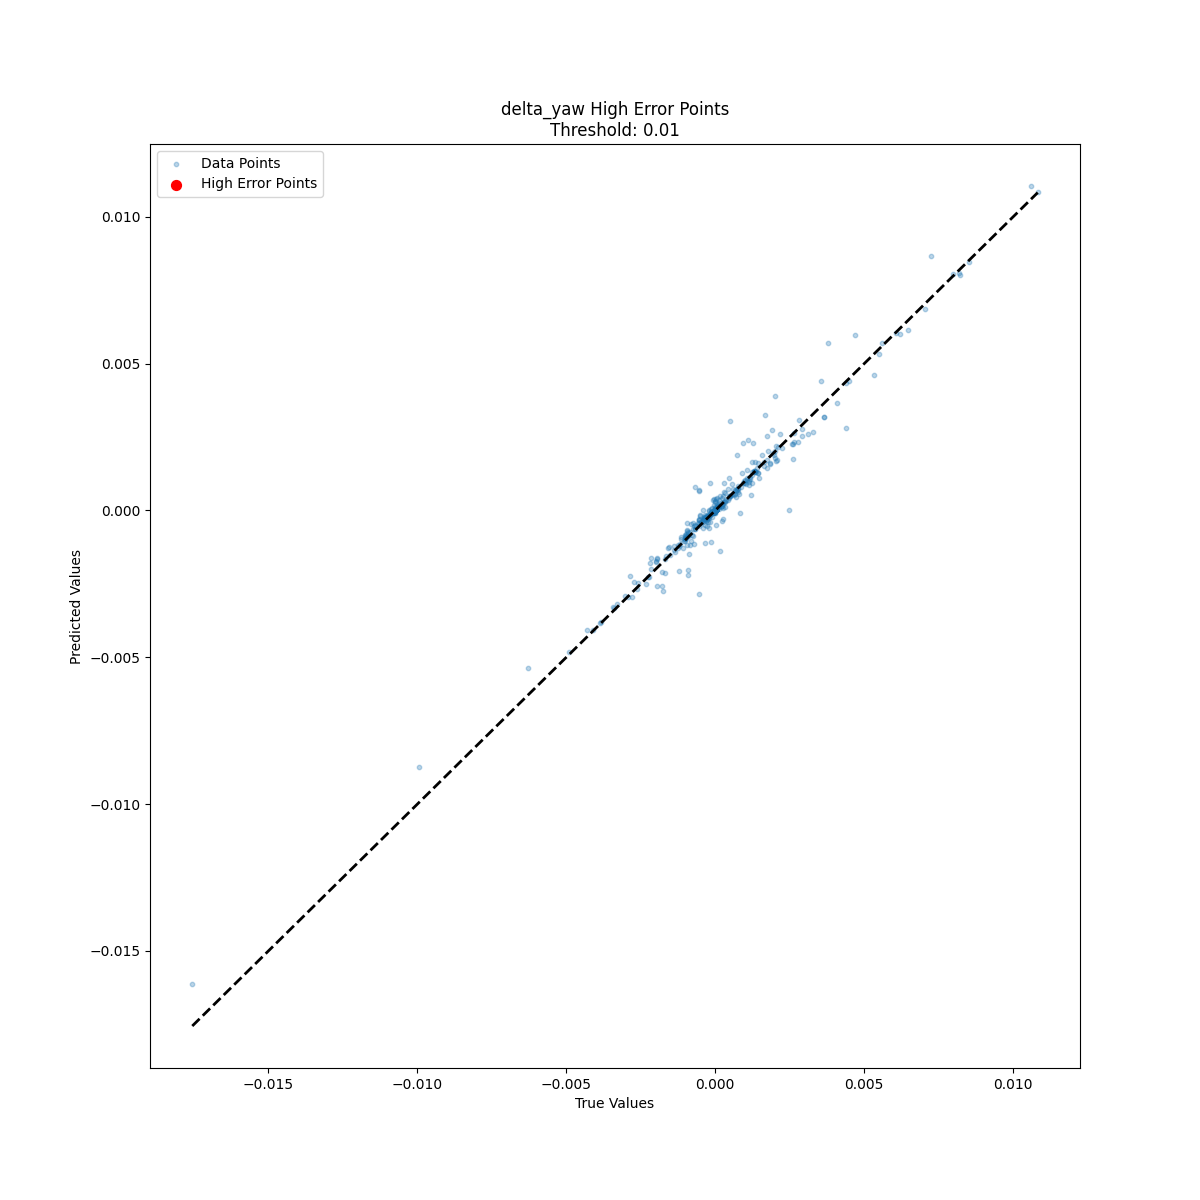 delta_yaw High Error Points
Threshold: 0.01
Data Points
High Error Points
0.010
0.005
0.000
−0.005
−0.010
−0.015
Predicted Values
−0.015
−0.010
−0.005
0.000
0.005
0.010
True Values